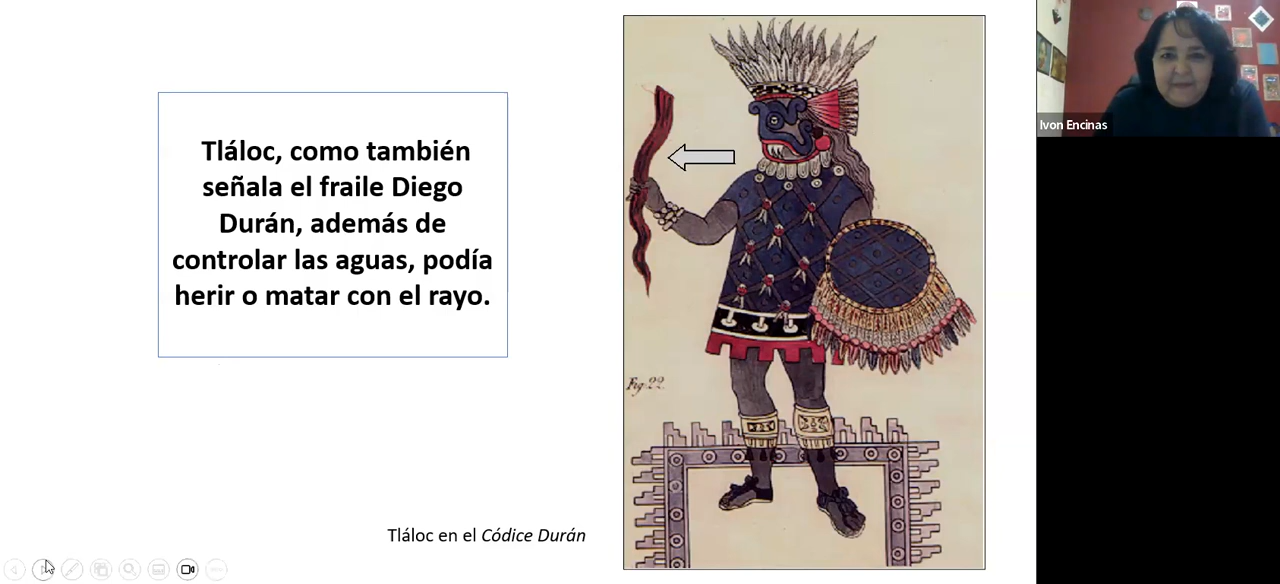 Tláloc, como también
señala el fraile Diego
Durán, además de
controlar las aguas, podía
herir o matar con el rayo.
Fig. 22.
Tláloc en el Códice Durán
Ivon Encinas